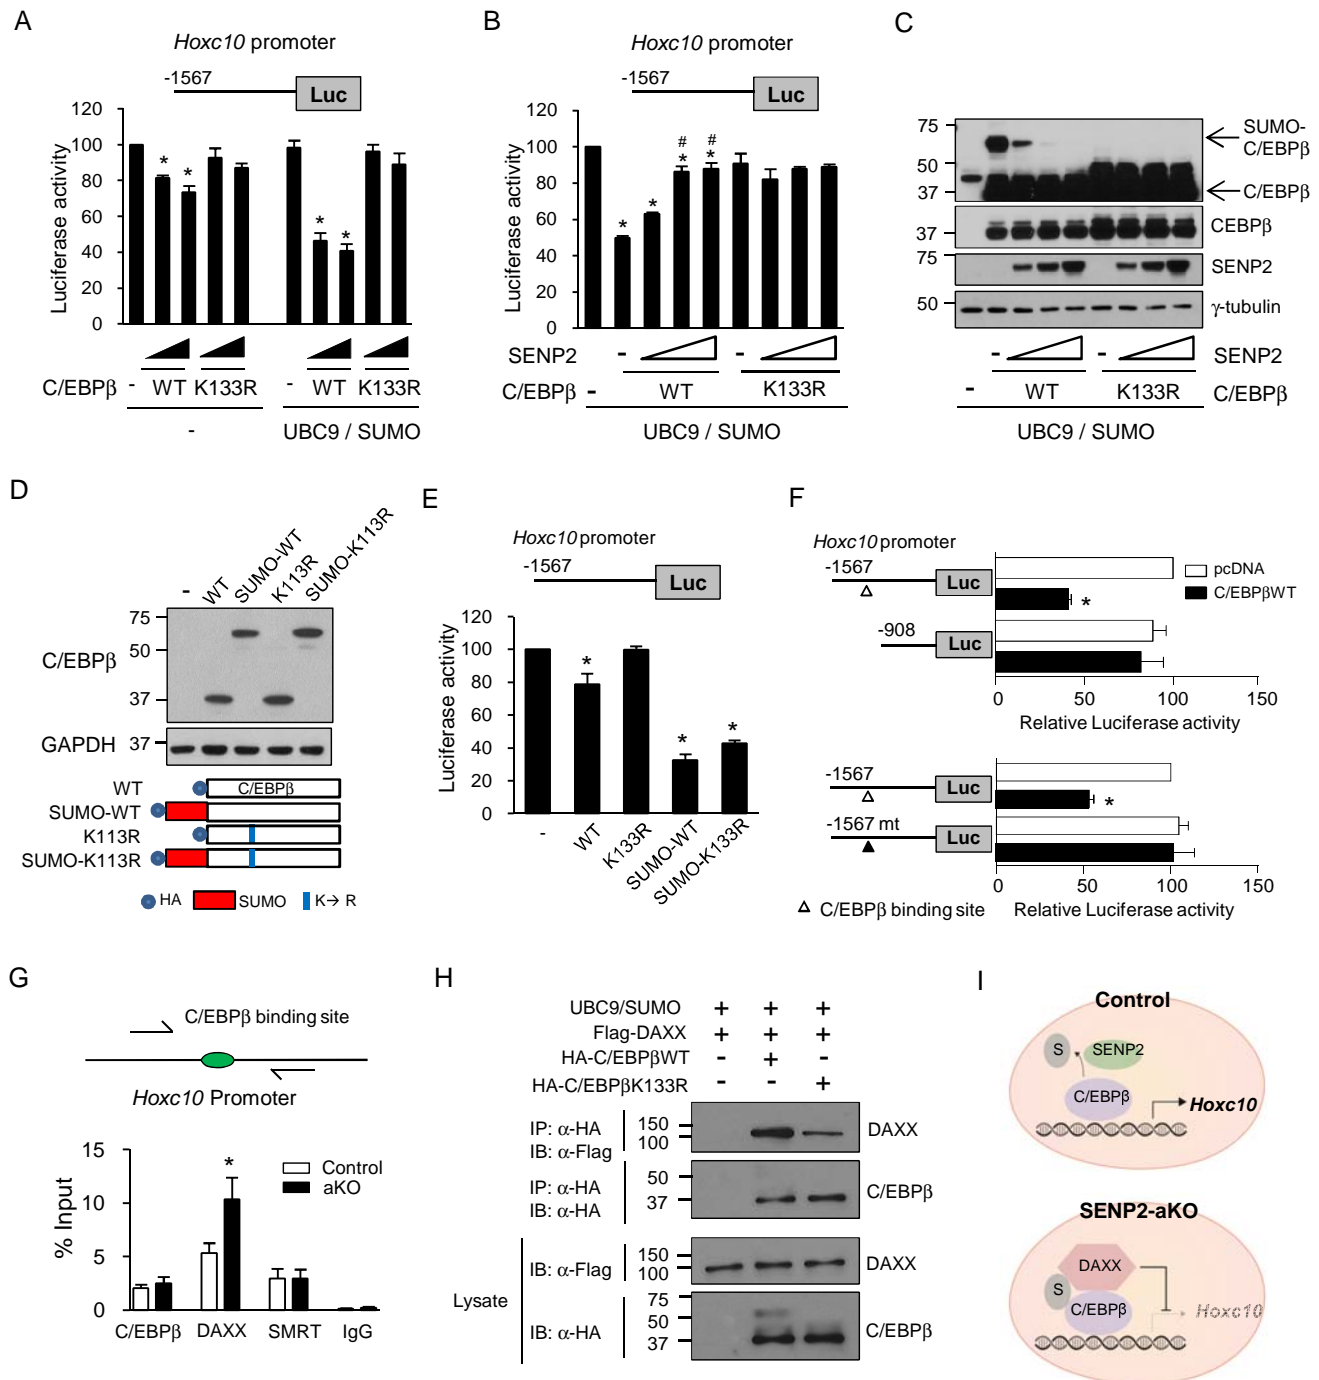 A
Hoxc10 promoter
-1567
Luc
Luciferase activity
120
100
80
60
40
20
0
* * * *
C/EBPβ - WT K133R - WT K133R
- UBC9 / SUMO
B
Hoxc10 promoter
-1567
Luc
Luciferase activity
120
100
80
60
40
20
0
# #
* * * *
SENP2 - -
C/EBPβ - WT K133R
UBC9 / SUMO
C
75
50
37
SUMO-
C/EBPβ
C/EBPβ
37
CEBPβ
75
SENP2
50
γ-tubulin
- - SENP2
- WT K133R C/EBPβ
UBC9 / SUMO
D
- WT SUMO-WT K113R SUMO-K113R
75
50
37
C/EBPβ
GAPDH 37
WT C/EBPβ
SUMO-WT
K113R
SUMO-K113R
HA SUMO K→ R
E
Hoxc10 promoter
-1567
Luc
Luciferase activity
120
100
80
60
40
20
0
* * *
- WT K133R SUMO-WT SUMO-K133R
F
Hoxc10 promoter
-1567
Luc
*
pcDNA
C/EBPβWT
-908
Luc
0 50 100 150
Relative Luciferase activity
-1567
Luc
*
-1567 mt
Luc
0 50 100 150
Δ C/EBPβ binding site
Relative Luciferase activity
G
C/EBPβ binding site
Hoxc10 Promoter
% Input
15
10
5
0
*
Control
aKO
C/EBPβ DAXX SMRT IgG
H
UBC9/SUMO + + +
Flag-DAXX + + +
HA-C/EBPβWT - + -
HA-C/EBPβK133R - - +
IP: α-HA
IB: α-Flag
150
100
DAXX
IP: α-HA
IB: α-HA
50
37
C/EBPβ
Lysate
IB: α-Flag
150
100
DAXX
IB: α-HA
75
50
37
C/EBPβ
I
Control
S
SENP2
C/EBPβ
Hoxc10
SENP2-aKO
DAXX
S
C/EBPβ
Hoxc10